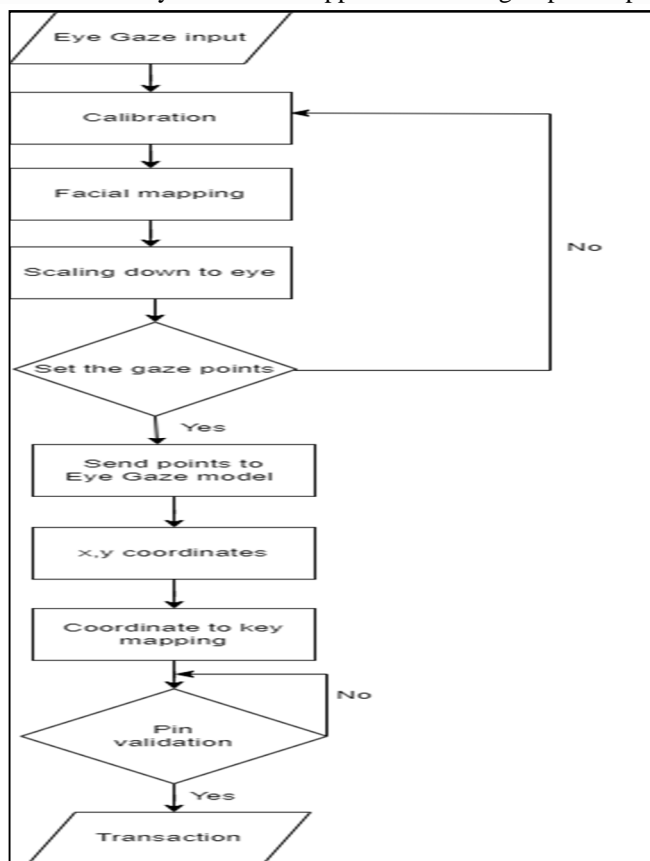 Eye Gaze input
Calibration
Facial mapping
No
Scaling down to eye
Set the gaze points
Yes
Send points to
Eye Gaze model
x,y coordinates
Coordinate to key
mapping
No
Pin
validation
Yes
Transaction